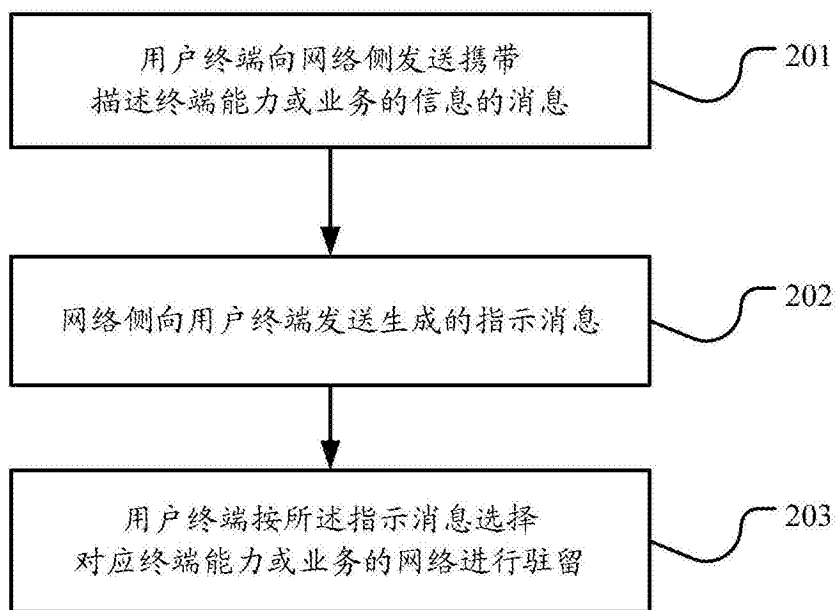 用户终端向网络侧发送携带
描述终端能力或业务的信息的消息
201
网络侧向用户终端发送生成的指示消息
202
用户终端按所述指示消息选择
对应终端能力或业务的网络进行驻留
203